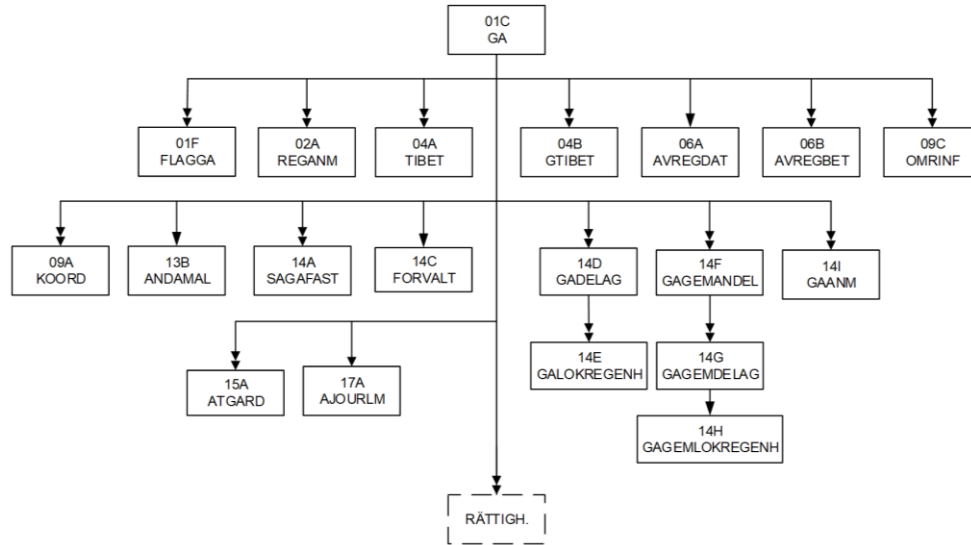 01C
GA
01F
FLAGGA
02A
REGANM
04A
TIBET
04B
GTIBET
06A
AVREGDAT
06B
AVREGBET
09C
OMRINF
09A
KOORD
13B
ANDAMAL
14A
SAGAFAST
14C
FORVALT
14D
GADELAG
14F
GAGEMANDEL
14I
GAANM
14E
GALOKREGENH
14G
GAGEMDELAG
15A
ATGARD
17A
AJOURLM
14H
GAGEMLOKREGENH
RÄTTIGH.